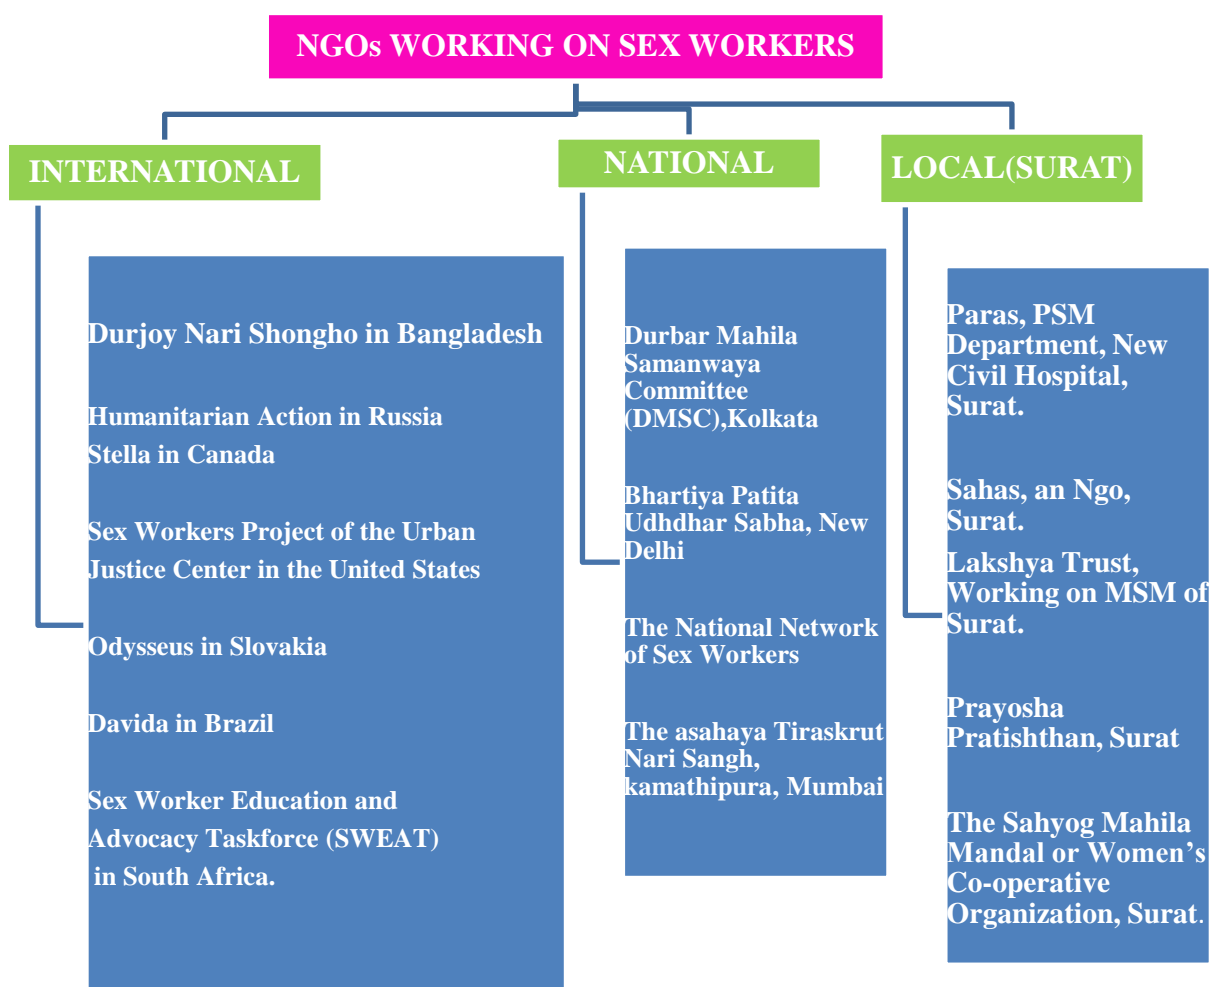 NGOs WORKING ON SEX WORKERS
INTERNATIONAL
Durjoy Nari Shongho in Bangladesh
Humanitarian Action in Russia
Stella in Canada
Sex Workers Project of the Urban
Justice Center in the United States
Odysseus in Slovakia
Davida in Brazil
Sex Worker Education and
Advocacy Taskforce (SWEAT)
in South Africa.
NATIONAL
Durbar Mahila
Samanwaya
Committee
(DMSC),Kolkata
Bhartiya Patita
Udhdhar Sabha, New
Delhi
The National Network
of Sex Workers
The asahaya Tiraskrut
Nari Sangh,
kamathipura, Mumbai
LOCAL(SURAT)
Paras, PSM
Department, New
Civil Hospital,
Surat.
Sahas, an Ngo,
Surat.
Lakshya Trust,
Working on MSM of
Surat.
Prayosha
Pratishthan, Surat
The Sahyog Mahila
Mandal or Women’s
Co-operative
Organization, Surat.